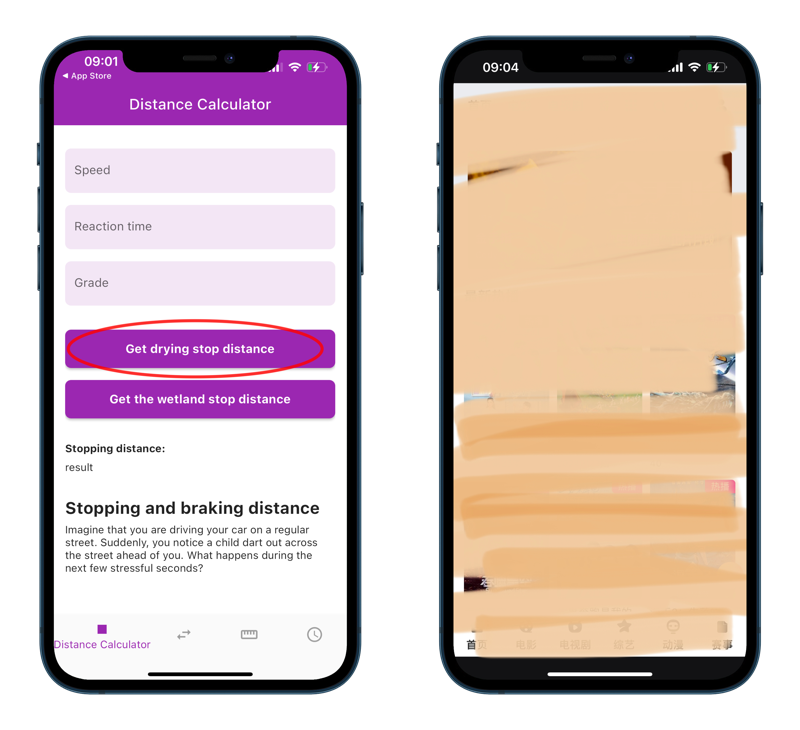 09:01
App Store
Distance Calculator
Speed
Reaction time
Grade
Get drying stop distance
Get the wetland stop distance
Stopping distance:
result
Stopping and braking distance
Imagine that you are driving your car on a regular
street. Suddenly, you notice a child dart out across
the street ahead of you. What happens during the
next few stressful seconds?
Distance Calculator
09:04
首页 电影 电视剧 综艺 动漫 赛事